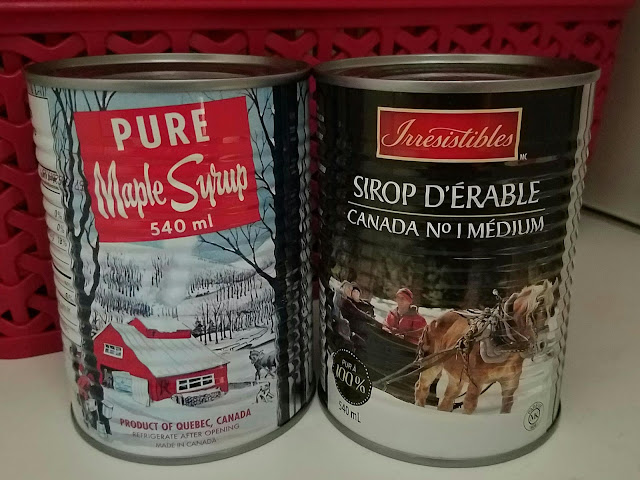 PURE
Maple Syrup
540 ml
PRODUCT OF QUEBEC, CANADA
REFRIGERATE AFTER OPENING
MADE IN CANADA
Irresistibles
MC
SIROP D'ÉRABLE
CANADA Nº 1 MÉDIUM
PUR À
100%
540 mL